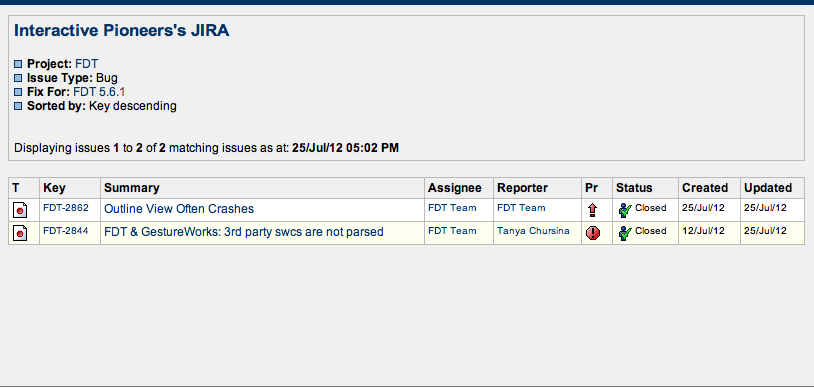 Interactive Pioneers's JIRA
Project: FDT
Issue Type: Bug
Fix For: FDT 5.6.1
Sorted by: Key descending
Displaying issues 1 to 2 of 2 matching issues as at: 25/Jul/12 05:02 PM
T Key Summary Assignee Reporter Pr Status Created Updated
FDT-2862 Outline View Often Crashes FDT Team FDT Team Closed 25/Jul/12 25/Jul/12
FDT-2844 FDT & GestureWorks: 3rd party swcs are not parsed FDT Team Tanya Chursina Closed 12/Jul/12 25/Jul/12